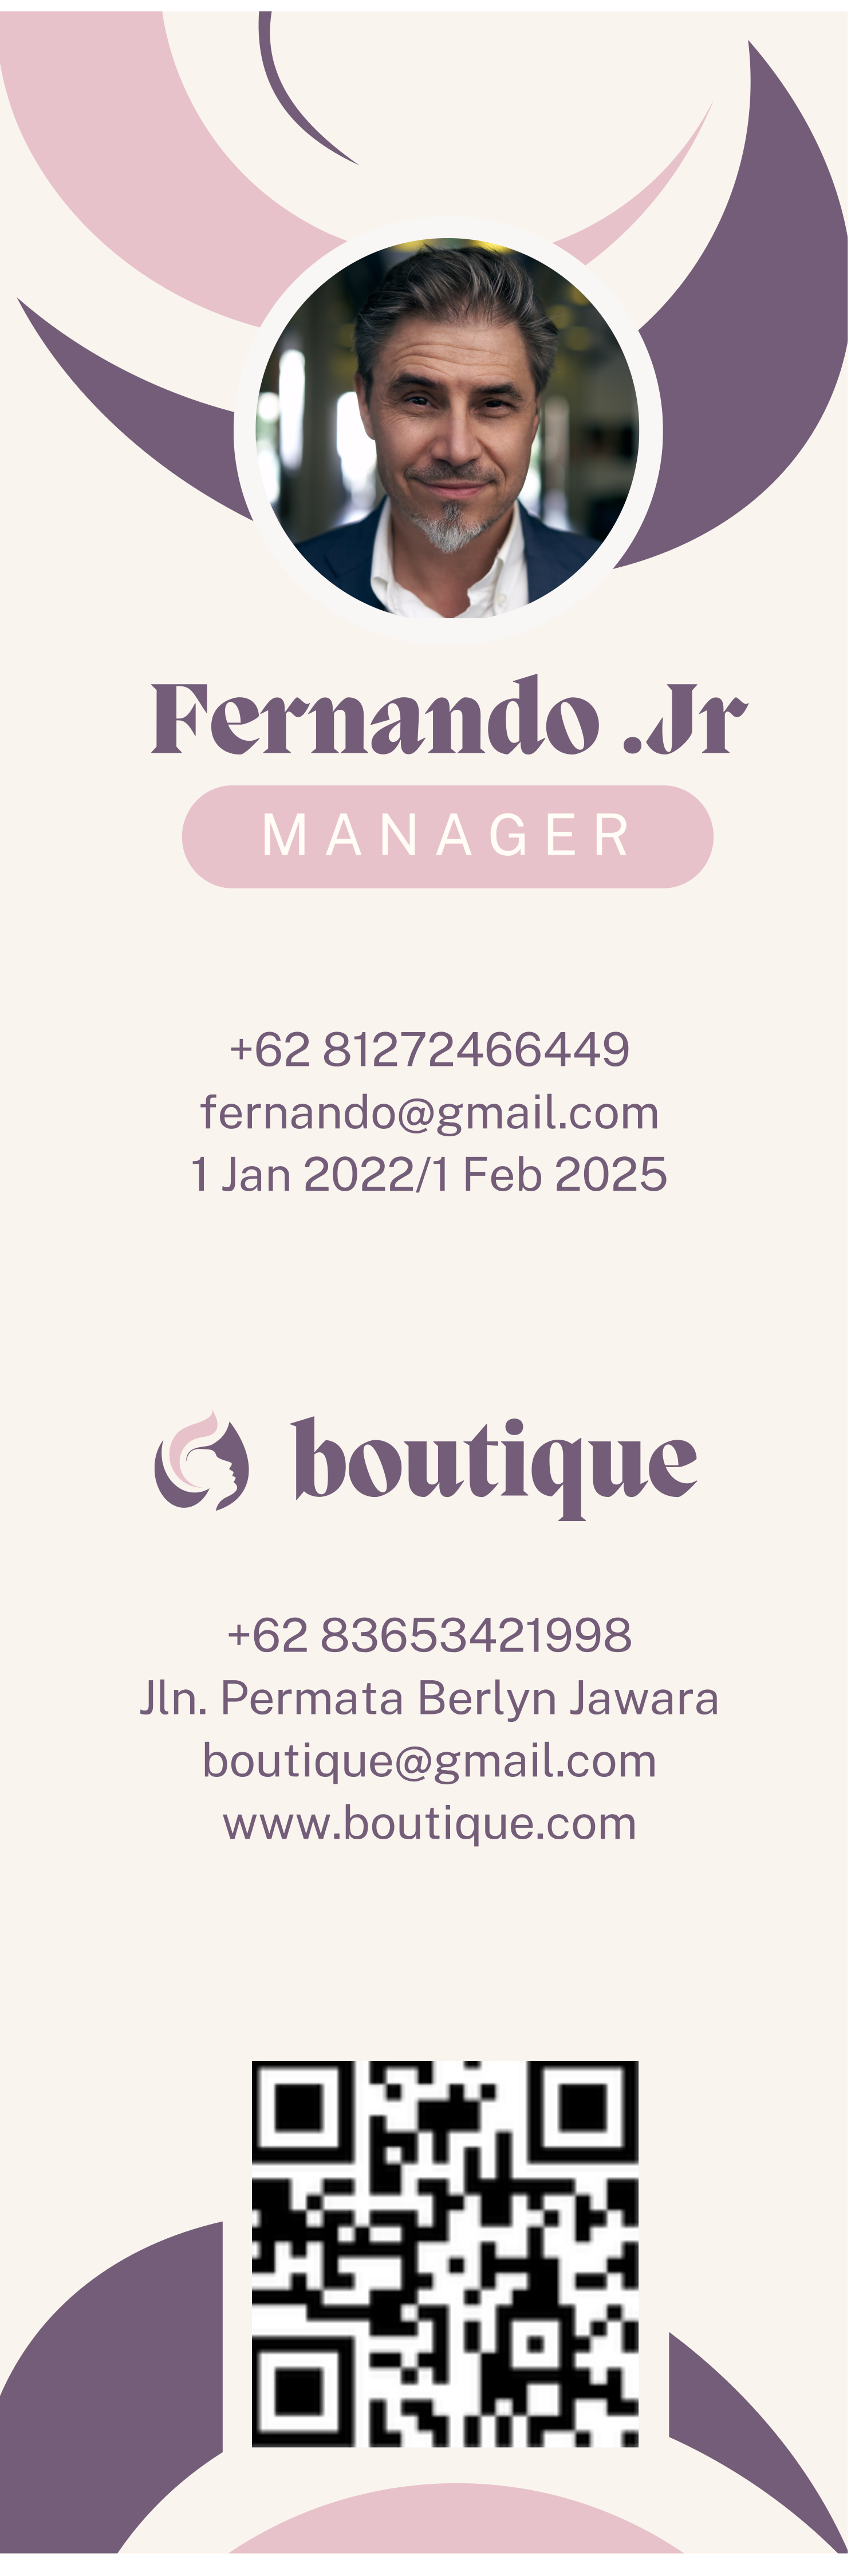 Fernando .Jr
MANAGER
+62 81272466449
fernando@gmail.com
1 Jan 2022/1 Feb 2025
boutique
+62 83653421998
Jln. Permata Berlyn Jawara
boutique@gmail.com
www.boutique.com